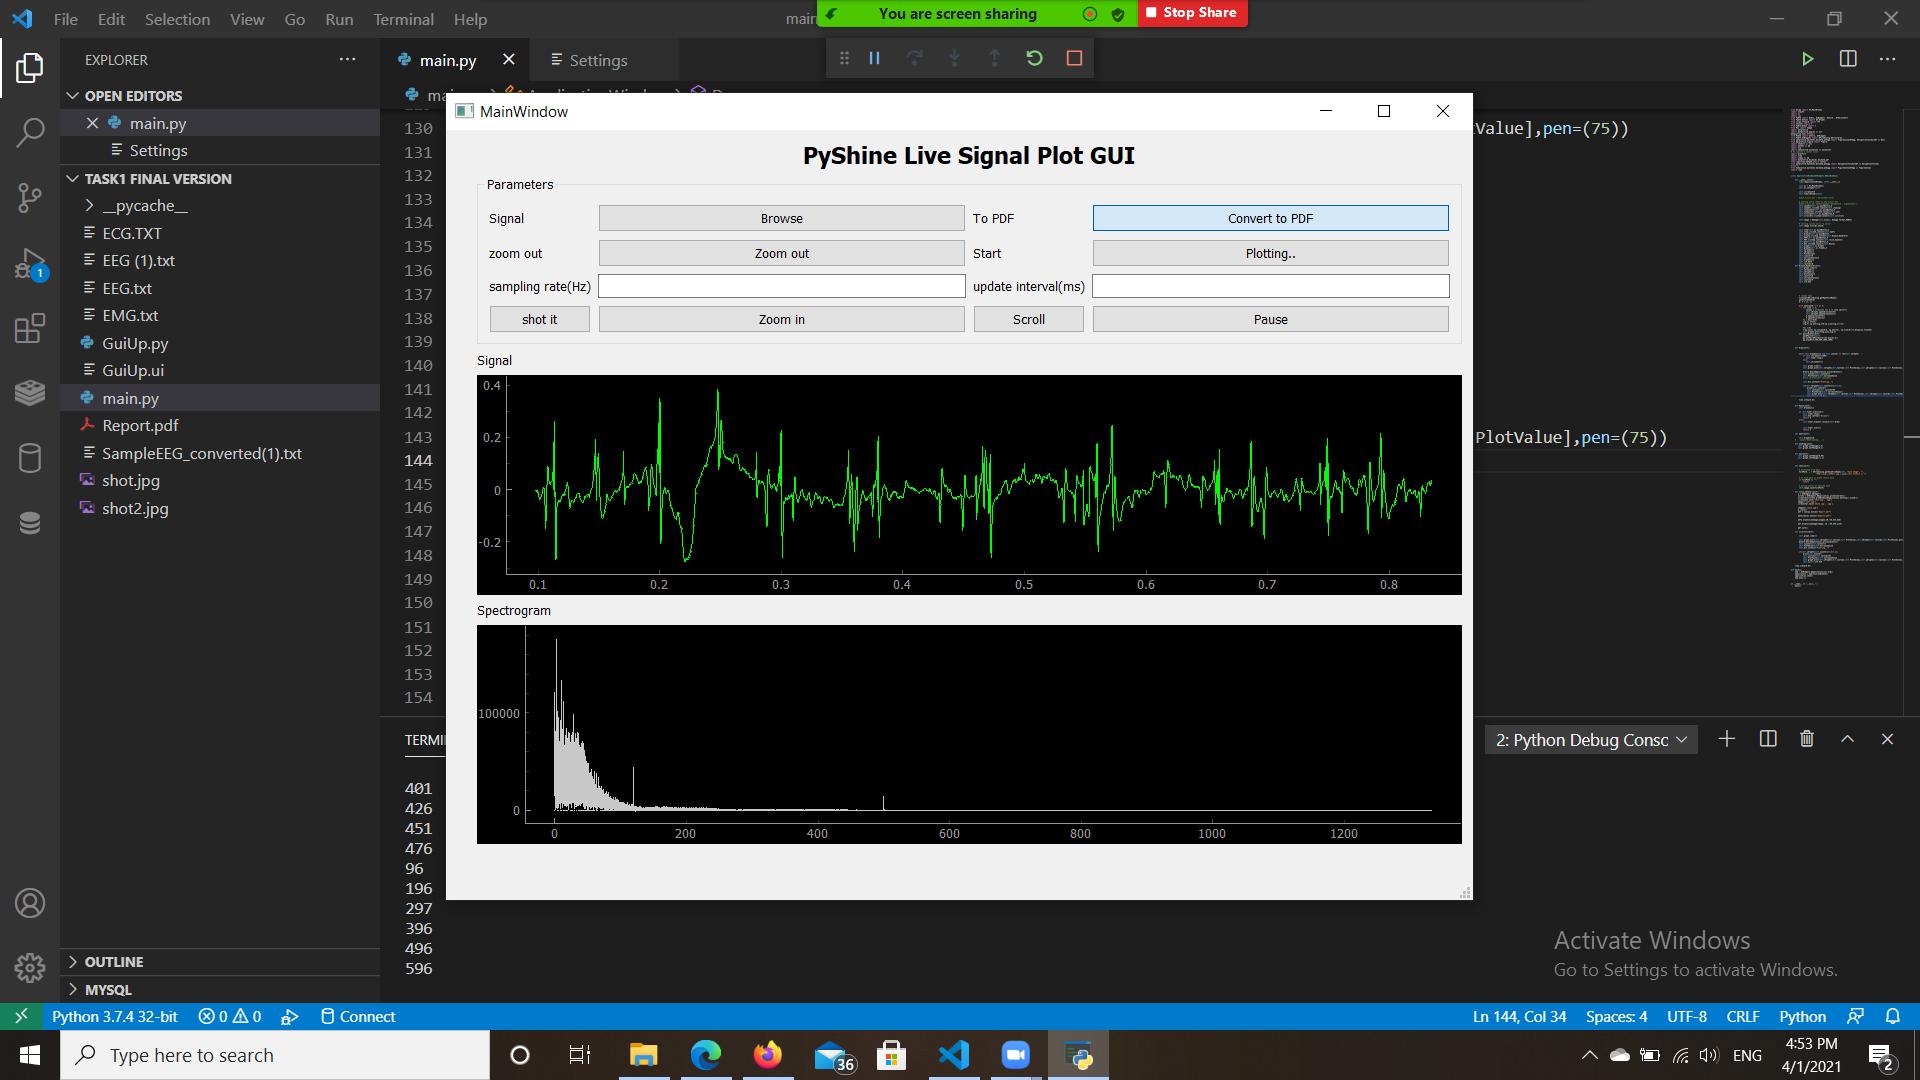 File Edit Selection View Go Run Terminal Help
main
You are screen sharing
Stop Share
EXPLORER
main.py
Settings
OPEN EDITORS
main.py
Settings
TASK1 FINAL VERSION
__pycache__
ECG.TXT
EEG (1).txt
EEG.txt
EMG.txt
GuiUp.py
GuiUp.ui
main.py
Report.pdf
SampleEEG_converted(1).txt
shot.jpg
shot2.jpg
OUTLINE
MYSQL
1
130
131
132
133
134
135
136
137
138
139
140
141
142
143
144
145
146
147
148
149
150
151
152
153
154
tValue],pen=(75))
PlotValue],pen=(75))
MainWindow
PyShine Live Signal Plot GUI
Parameters
Signal Browse To PDF Convert to PDF
zoom out Zoom out Start Plotting..
sampling rate(Hz) update interval(ms)
shot it Zoom in Scroll Pause
Signal
0.4
0.2
0
-0.2
0.1 0.2 0.3 0.4 0.5 0.6 0.7 0.8
Spectrogram
100000
0
0 200 400 600 800 1000 1200
TERMI
2: Python Debug Consc
401
426
451
476
96
196
297
396
496
596
Activate Windows
Go to Settings to activate Windows.
Python 3.7.4 32-bit 0 0 Connect Ln 144, Col 34 Spaces: 4 UTF-8 CRLF Python
Type here to search
36
ENG
4:53 PM
4/1/2021
2